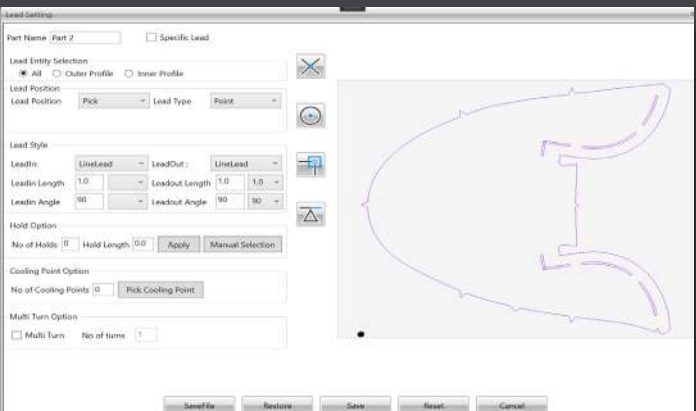 Lead Setting
Part Name Part 2 Specific Lead
Lead Entity Selection
All Outer Profile Inner Profile
Lead Position
Lead Position Pick Lead Type Point
Lead Style
LeadIn: LineLead LeadOut : LineLead
Leadin Length 1.0 Leadout Length 1.0 1.0
Leadin Angle 90 Leadout Angle 90 90
Hold Option
No of Holds 0 Hold Length 0.0 Apply Manual Selection
Cooling Point Option
No of Cooling Points 0 Pick Cooling Point
Multi Turn Option
Multi Turn No of turns 1
SaveFile Restore Save Reset Cancel